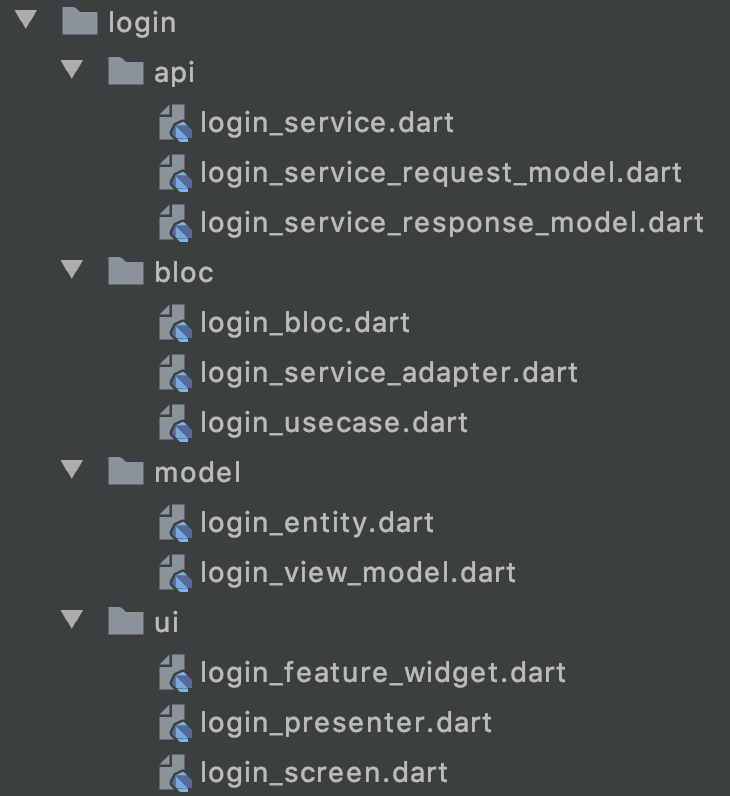 login
api
login_service.dart
login_service_request_model.dart
login_service_response_model.dart
bloc
login_bloc.dart
login_service_adapter.dart
login_usecase.dart
model
login_entity.dart
login_view_model.dart
ui
login_feature_widget.dart
login_presenter.dart
login_screen.dart